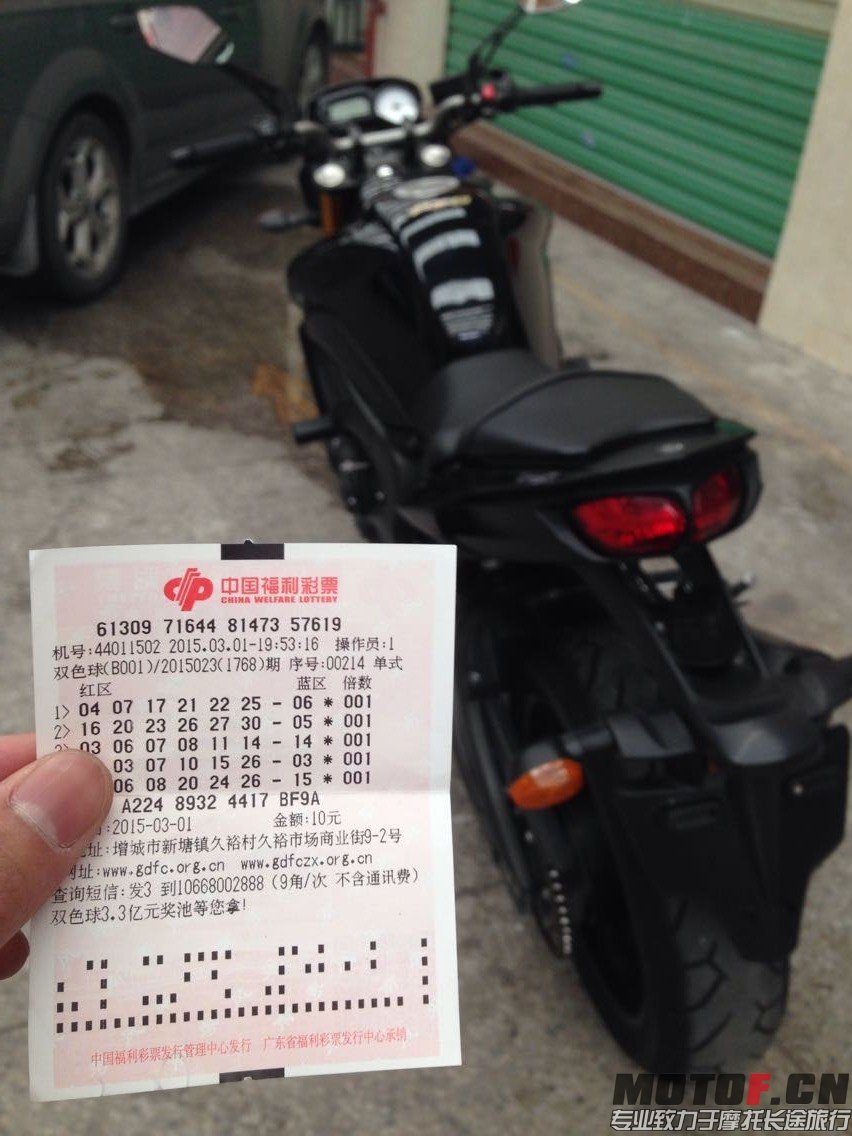 中国福利彩票
CHINA WELFARE LOTTERY
61309 71644 81473 57619
机号:44011502 2015.03.01-19:53:16 操作员:1
双色球(B001)/2015023(1768)期 序号:00214 单式
红区 蓝区 倍数
1> 04 07 17 21 22 25 - 06 * 001
2> 16 20 23 26 27 30 - 05 * 001
03 06 07 08 11 14 - 14 * 001
03 07 10 15 26 - 03 * 001
06 08 20 24 26 - 15 * 001
A224 8932 4417 BF9A
:2015-03-01 金额:10元
址:增城市新塘镇久裕村久裕市场商业街9-2号
网址:www.gdfc.org.cn www.gdfczx.org.cn
查询短信:发3 到10668002888(9角/次 不含通讯费)
双色球3.3亿元奖池等您拿!
中国福利彩票发行管理中心发行 广东省福利彩票发行中心承销
MOTOF.CN
专业致力于摩托长途旅行